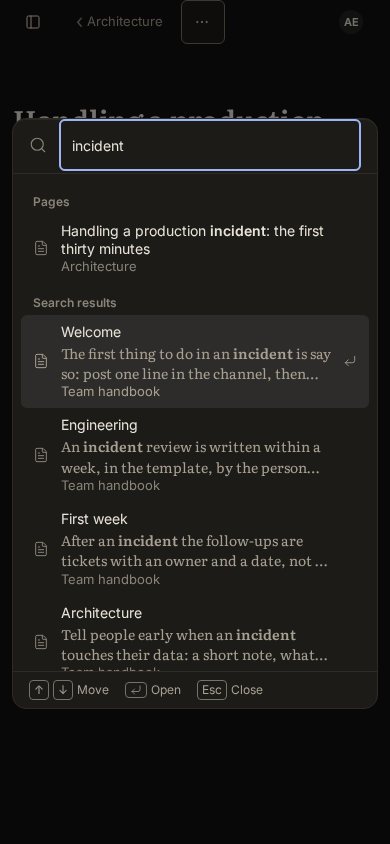 Architecture
AE
Handling a production
incident
Pages
Handling a production incident: the first
thirty minutes
Architecture
Search results
Welcome
The first thing to do in an incident is say
so: post one line in the channel, then…
Team handbook
Engineering
An incident review is written within a
week, in the template, by the person…
Team handbook
First week
After an incident the follow-ups are
tickets with an owner and a date, not …
Team handbook
Architecture
Tell people early when an incident
touches their data: a short note, what…
Team handbook
Move Open Esc Close